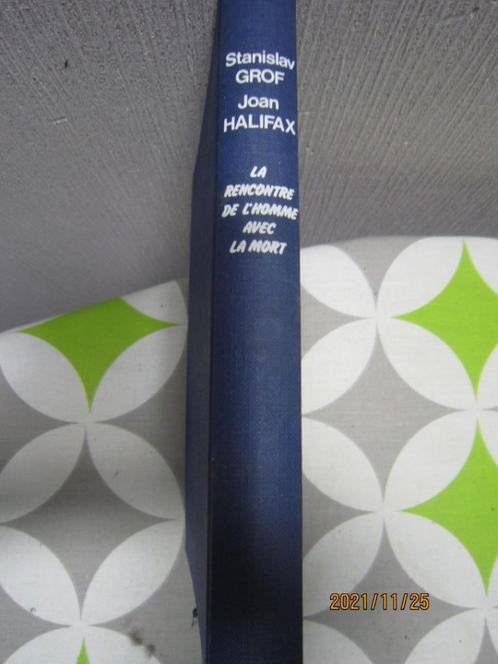 Stanislav
GROF
Joan
HALIFAX
LA
RENCONTRE
DE L'HOMME
AVEC
LA MORT
2021/11/25